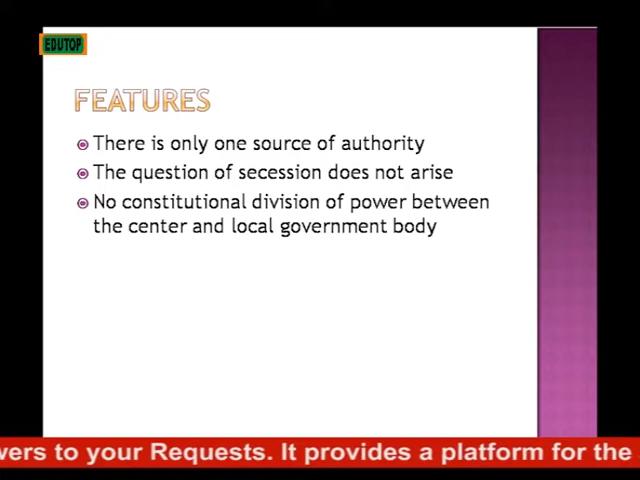 EDUTOP
FEATURES
There is only one source of authority
The question of secession does not arise
No constitutional division of power between
the center and local government body
to your Requests. It provides a platform for the